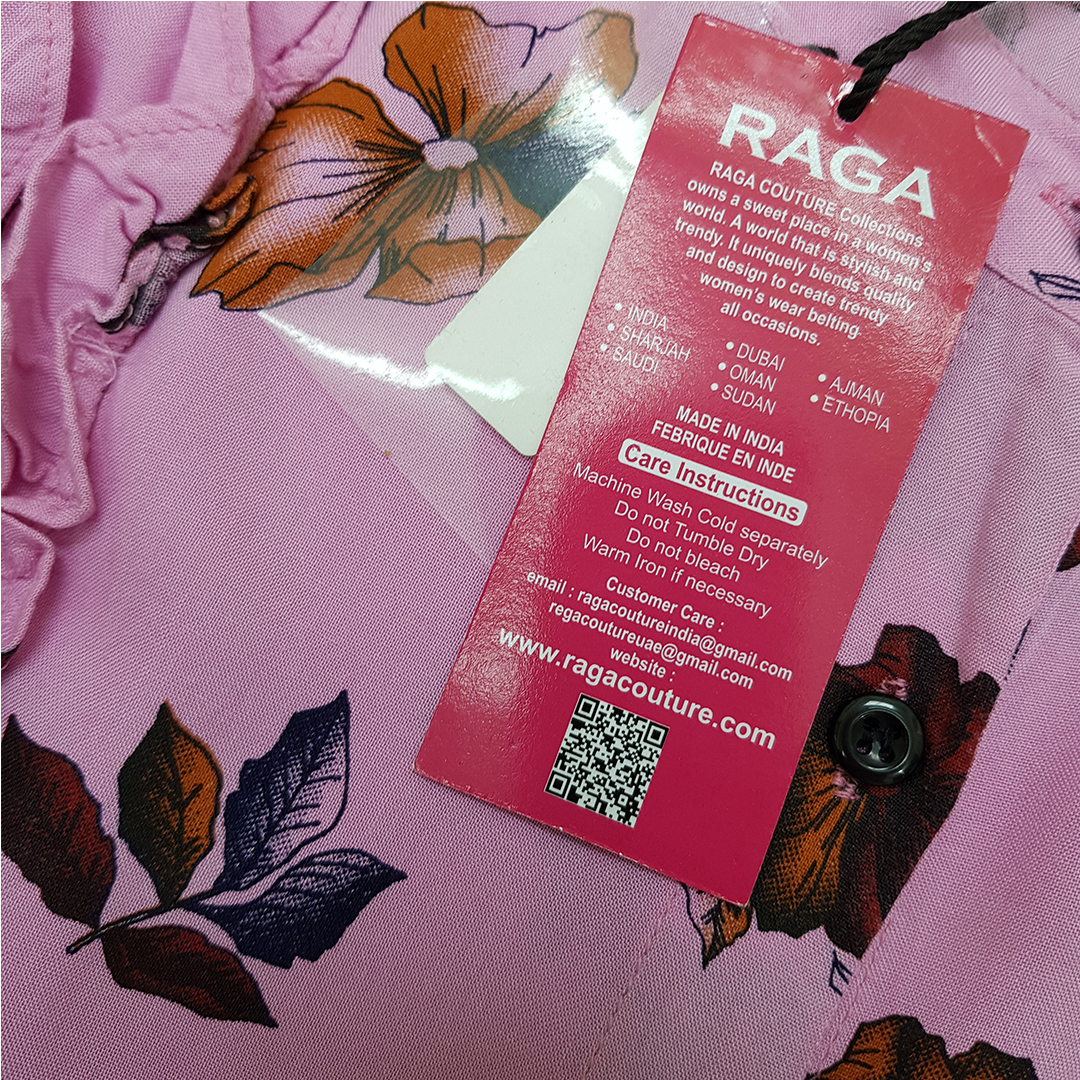 RAGA
RAGA COUTURE Collections
owns a sweet place in a women's
world. A world that is stylish and
trendy. It uniquely blends quality
and design to create trendy
women's wear belting
all occasions.
• INDIA
• SHARJAH
• SAUDI
• DUBAI
• OMAN
• SUDAN
• AJMAN
• ETHOPIA
MADE IN INDIA
FEBRIQUE EN INDE
Care Instructions
Machine Wash Cold separately
Do not Tumble Dry
Do not bleach
Warm Iron if necessary
Customer Care :
email : ragacoutureindia@gmail.com
regacoutureuae@gmail.com
website :
www.ragacouture.com